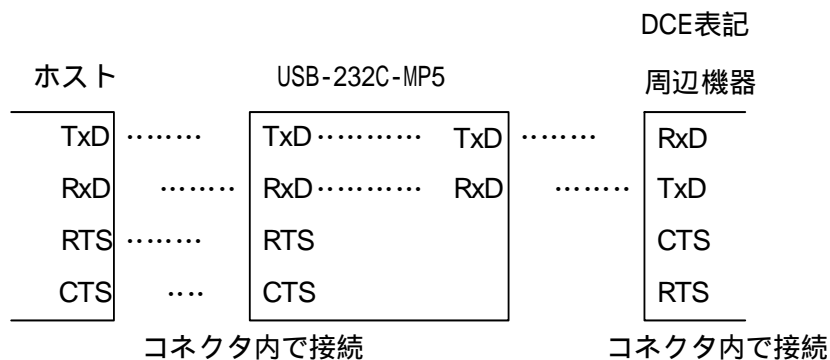 DCE表記
ホスト USB-232C-MP5 周辺機器
TxD ········ TxD ············ TxD ········ RxD
RxD ········ RxD ············ RxD ········ TxD
RTS ········ RTS CTS
CTS ···· CTS RTS
コネクタ内で接続 コネクタ内で接続